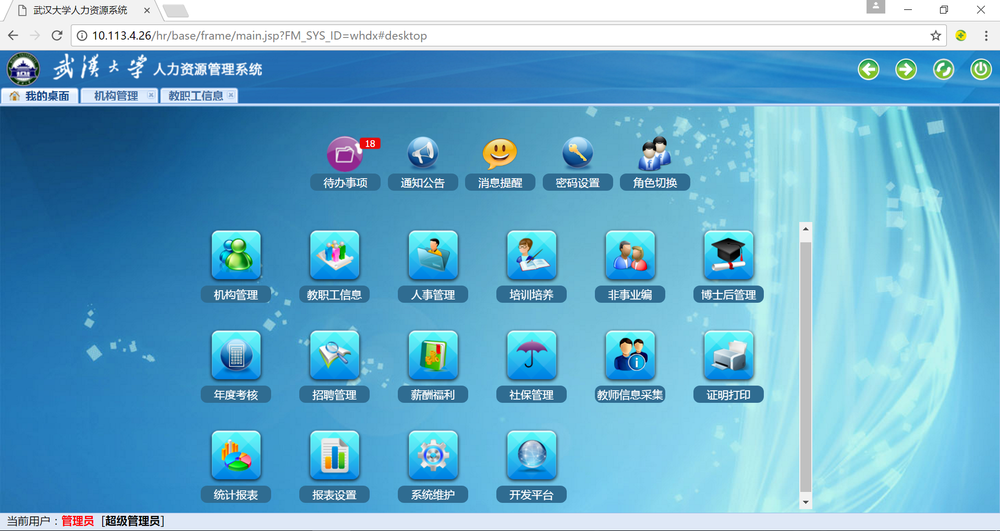 武汉大学人力资源系统
10.113.4.26/hr/base/frame/main.jsp?FM_SYS_ID=whdx#desktop
武漢大学 人力资源管理系统
我的桌面 机构管理 教职工信息
18
待办事项 通知公告 消息提醒 密码设置 角色切换
机构管理 教职工信息 人事管理 培训培养 非事业编 博士后管理
年度考核 招聘管理 薪酬福利 社保管理 教师信息采集 证明打印
统计报表 报表设置 系统维护 开发平台
当前用户：管理员 [超级管理员]